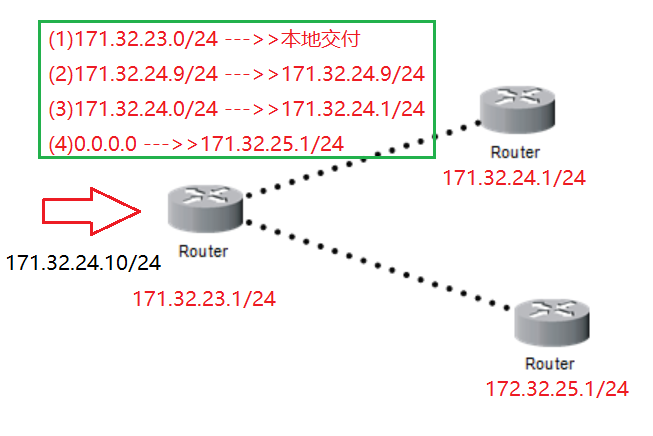 (1)171.32.23.0/24 --->>本地交付
(2)171.32.24.9/24 --->>171.32.24.9/24
(3)171.32.24.0/24 --->>171.32.24.1/24
(4)0.0.0.0 --->>171.32.25.1/24
Router
171.32.24.1/24
Router
171.32.24.10/24
171.32.23.1/24
Router
172.32.25.1/24